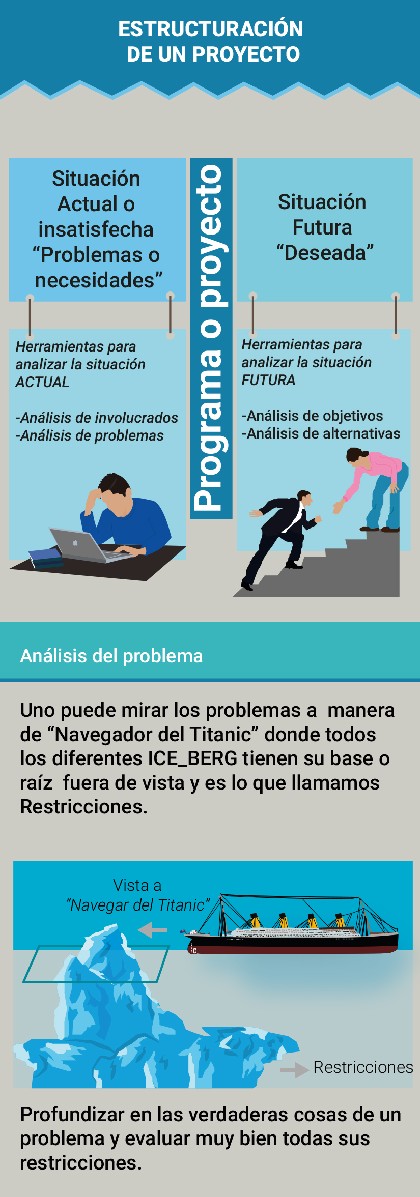 ESTRUCTURACIÓN
DE UN PROYECTO
Situación
Actual o
insatisfecha
“Problemas o
necesidades”
Programa o proyecto
Situación
Futura
“Deseada”
Herramientas para
analizar la situación
ACTUAL
-Análisis de involucrados
-Análisis de problemas
Herramientas para
analizar la situación
FUTURA
-Análisis de objetivos
-Análisis de alternativas
Análisis del problema
Uno puede mirar los problemas a manera
de “Navegador del Titanic” donde todos
los diferentes ICE_BERG tienen su base o
raíz fuera de vista y es lo que llamamos
Restricciones.
Vista a
"Navegar del Titanic"
Restricciones
Profundizar en las verdaderas cosas de un
problema y evaluar muy bien todas sus
restricciones.